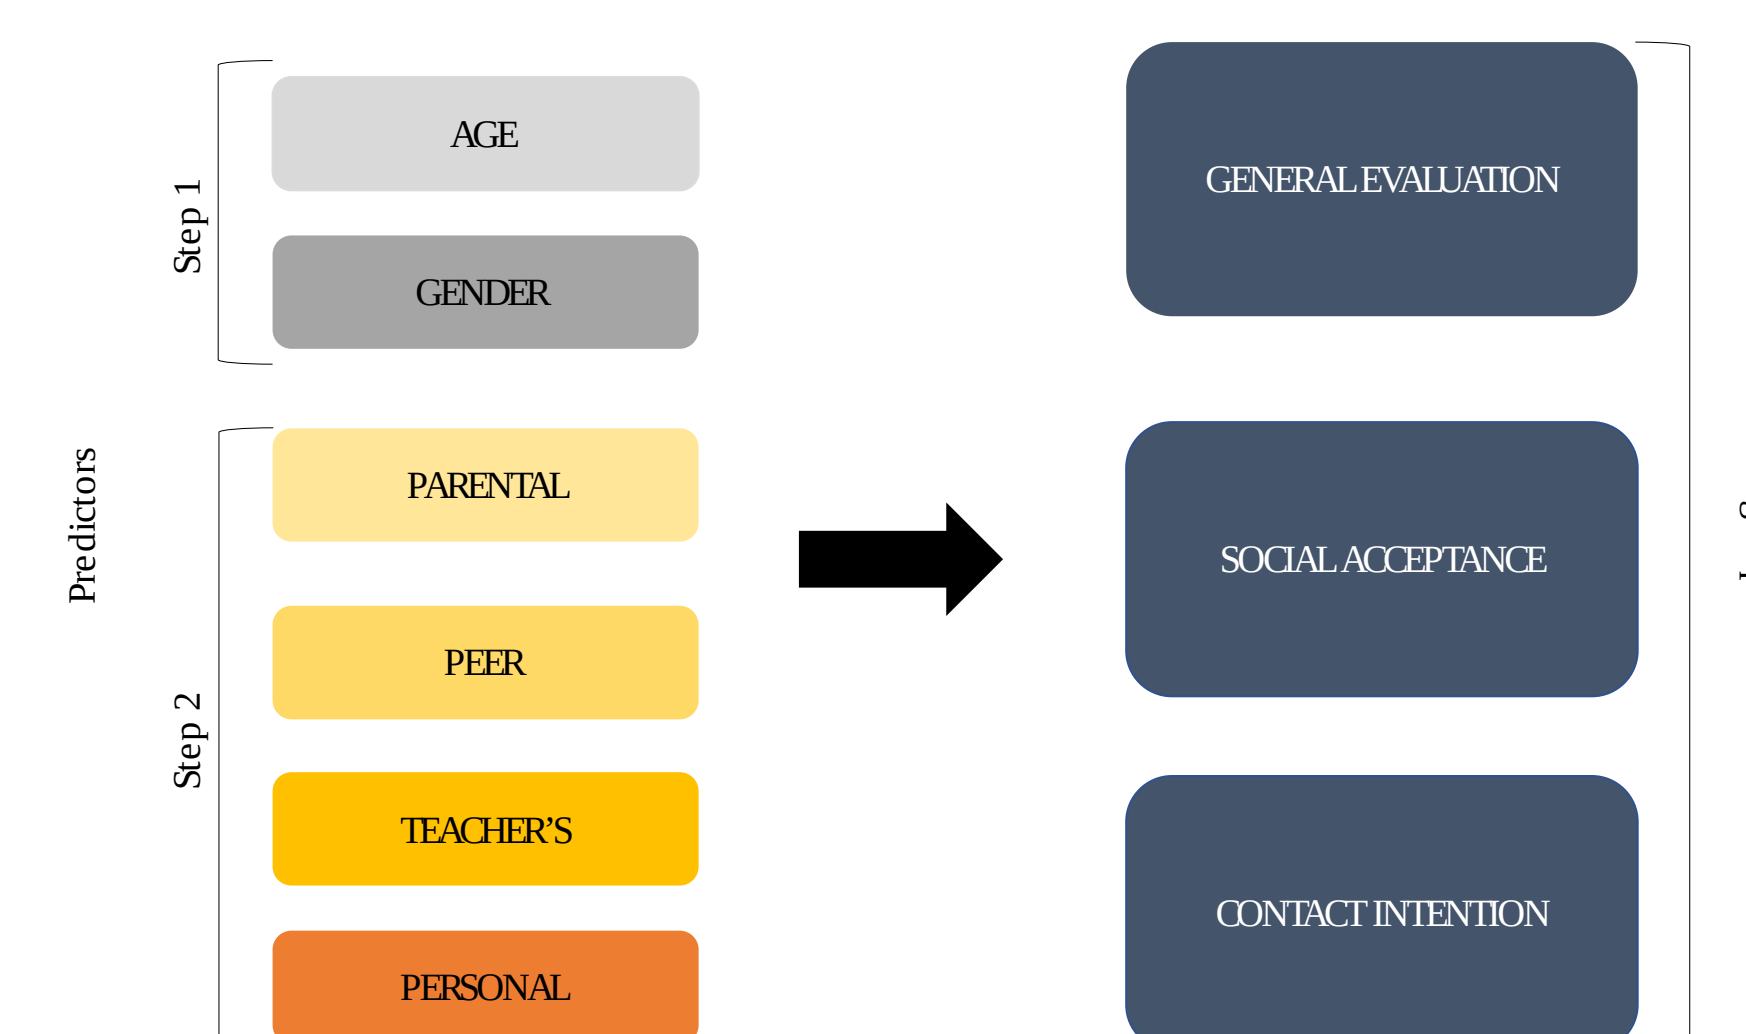 Predictors
Step 1
AGE
GENDER
Step 2
PARENTAL
PEER
TEACHER’S
PERSONAL
GENERAL EVALUATION
SOCIAL ACCEPTANCE
CONTACT INTENTION